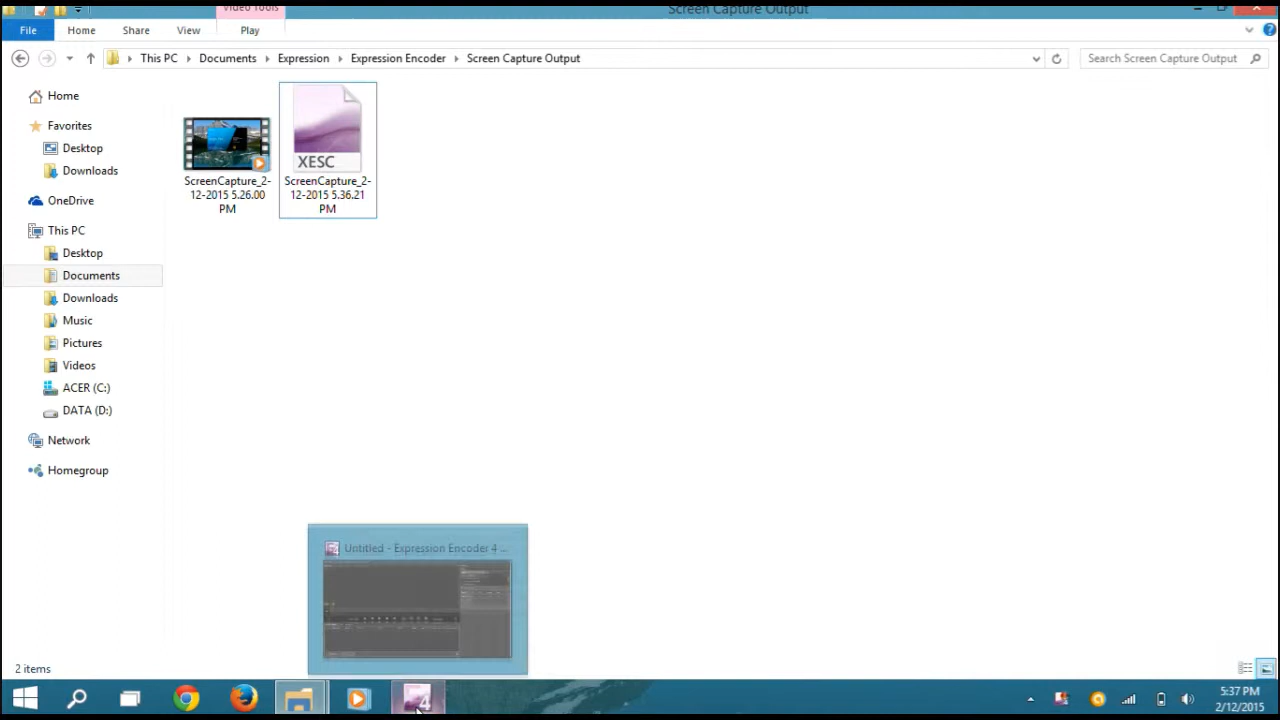 Video Tools
Screen Capture Output
File
Home
Share
View
Play
This PC
Documents
Expression
Expression Encoder
Screen Capture Output
Search Screen Capture Output
Home
Favorites
Desktop
Downloads
OneDrive
This PC
Desktop
Documents
Downloads
Music
Pictures
Videos
ACER (C:)
DATA (D:)
Network
Homegroup
ScreenCapture_2-
12-2015 5.26.00
PM
XESC
ScreenCapture_2-
12-2015 5.36.21
PM
Untitled - Expression Encoder 4 ...
2 items
4
5:37 PM
2/12/2015